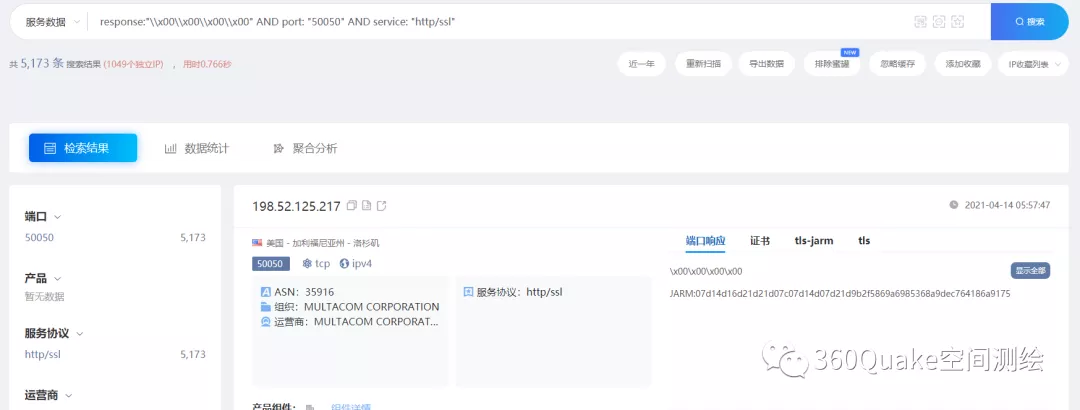 服务数据 response:"\\x00\\x00\\x00\\x00" AND port: "50050" AND service: "http/ssl" 搜索
共 5,173 条 搜索结果 (1049个独立IP) ，用时0.766秒 近一年 重新扫描 导出数据 排除蜜罐 NEW 忽略缓存 添加收藏 IP收藏列表
检索结果 数据统计 聚合分析
端口
50050 5,173
产品
暂无数据
服务协议
http/ssl 5,173
运营商
198.52.125.217 2021-04-14 05:57:47
美国 - 加利福尼亚州 - 洛杉矶
50050 tcp ipv4
ASN：35916
组织：MULTACOM CORPORATION
运营商：MULTACOM CORPORAT...
服务协议：http/ssl
产品组件： 组件详情
端口响应 证书 tls-jarm tls
\x00\x00\x00\x00 显示全部
JARM:07d14d16d21d21d07c07d14d07d21d9b2f5869a6985368a9dec764186a9175
360Quake空间测绘